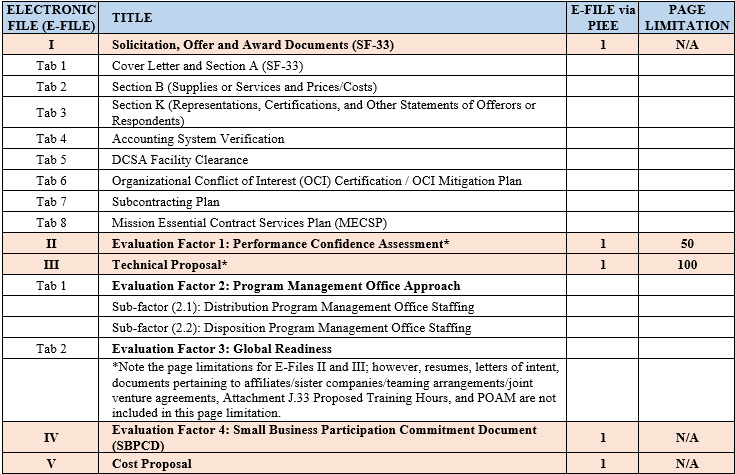 ELECTRONIC FILE (E-FILE) TITLE E-FILE via PIEE PAGE LIMITATION
I Solicitation, Offer and Award Documents (SF-33) 1 N/A
Tab 1 Cover Letter and Section A (SF-33)
Tab 2 Section B (Supplies or Services and Prices/Costs)
Tab 3 Section K (Representations, Certifications, and Other Statements of Offerors or
Respondents)
Tab 4 Accounting System Verification
Tab 5 DCSA Facility Clearance
Tab 6 Organizational Conflict of Interest (OCI) Certification / OCI Mitigation Plan
Tab 7 Subcontracting Plan
Tab 8 Mission Essential Contract Services Plan (MECSP)
II Evaluation Factor 1: Performance Confidence Assessment* 1 50
III Technical Proposal* 1 100
Tab 1 Evaluation Factor 2: Program Management Office Approach
Sub-factor (2.1): Distribution Program Management Office Staffing
Sub-factor (2.2): Disposition Program Management Office Staffing
Tab 2 Evaluation Factor 3: Global Readiness
*Note the page limitations for E-Files II and III; however, resumes, letters of intent,
documents pertaining to affiliates/sister companies/teaming arrangements/joint
venture agreements, Attachment J.33 Proposed Training Hours, and POAM are not
included in this page limitation.
IV Evaluation Factor 4: Small Business Participation Commitment Document
(SBPCD) 1 N/A
V Cost Proposal 1 N/A